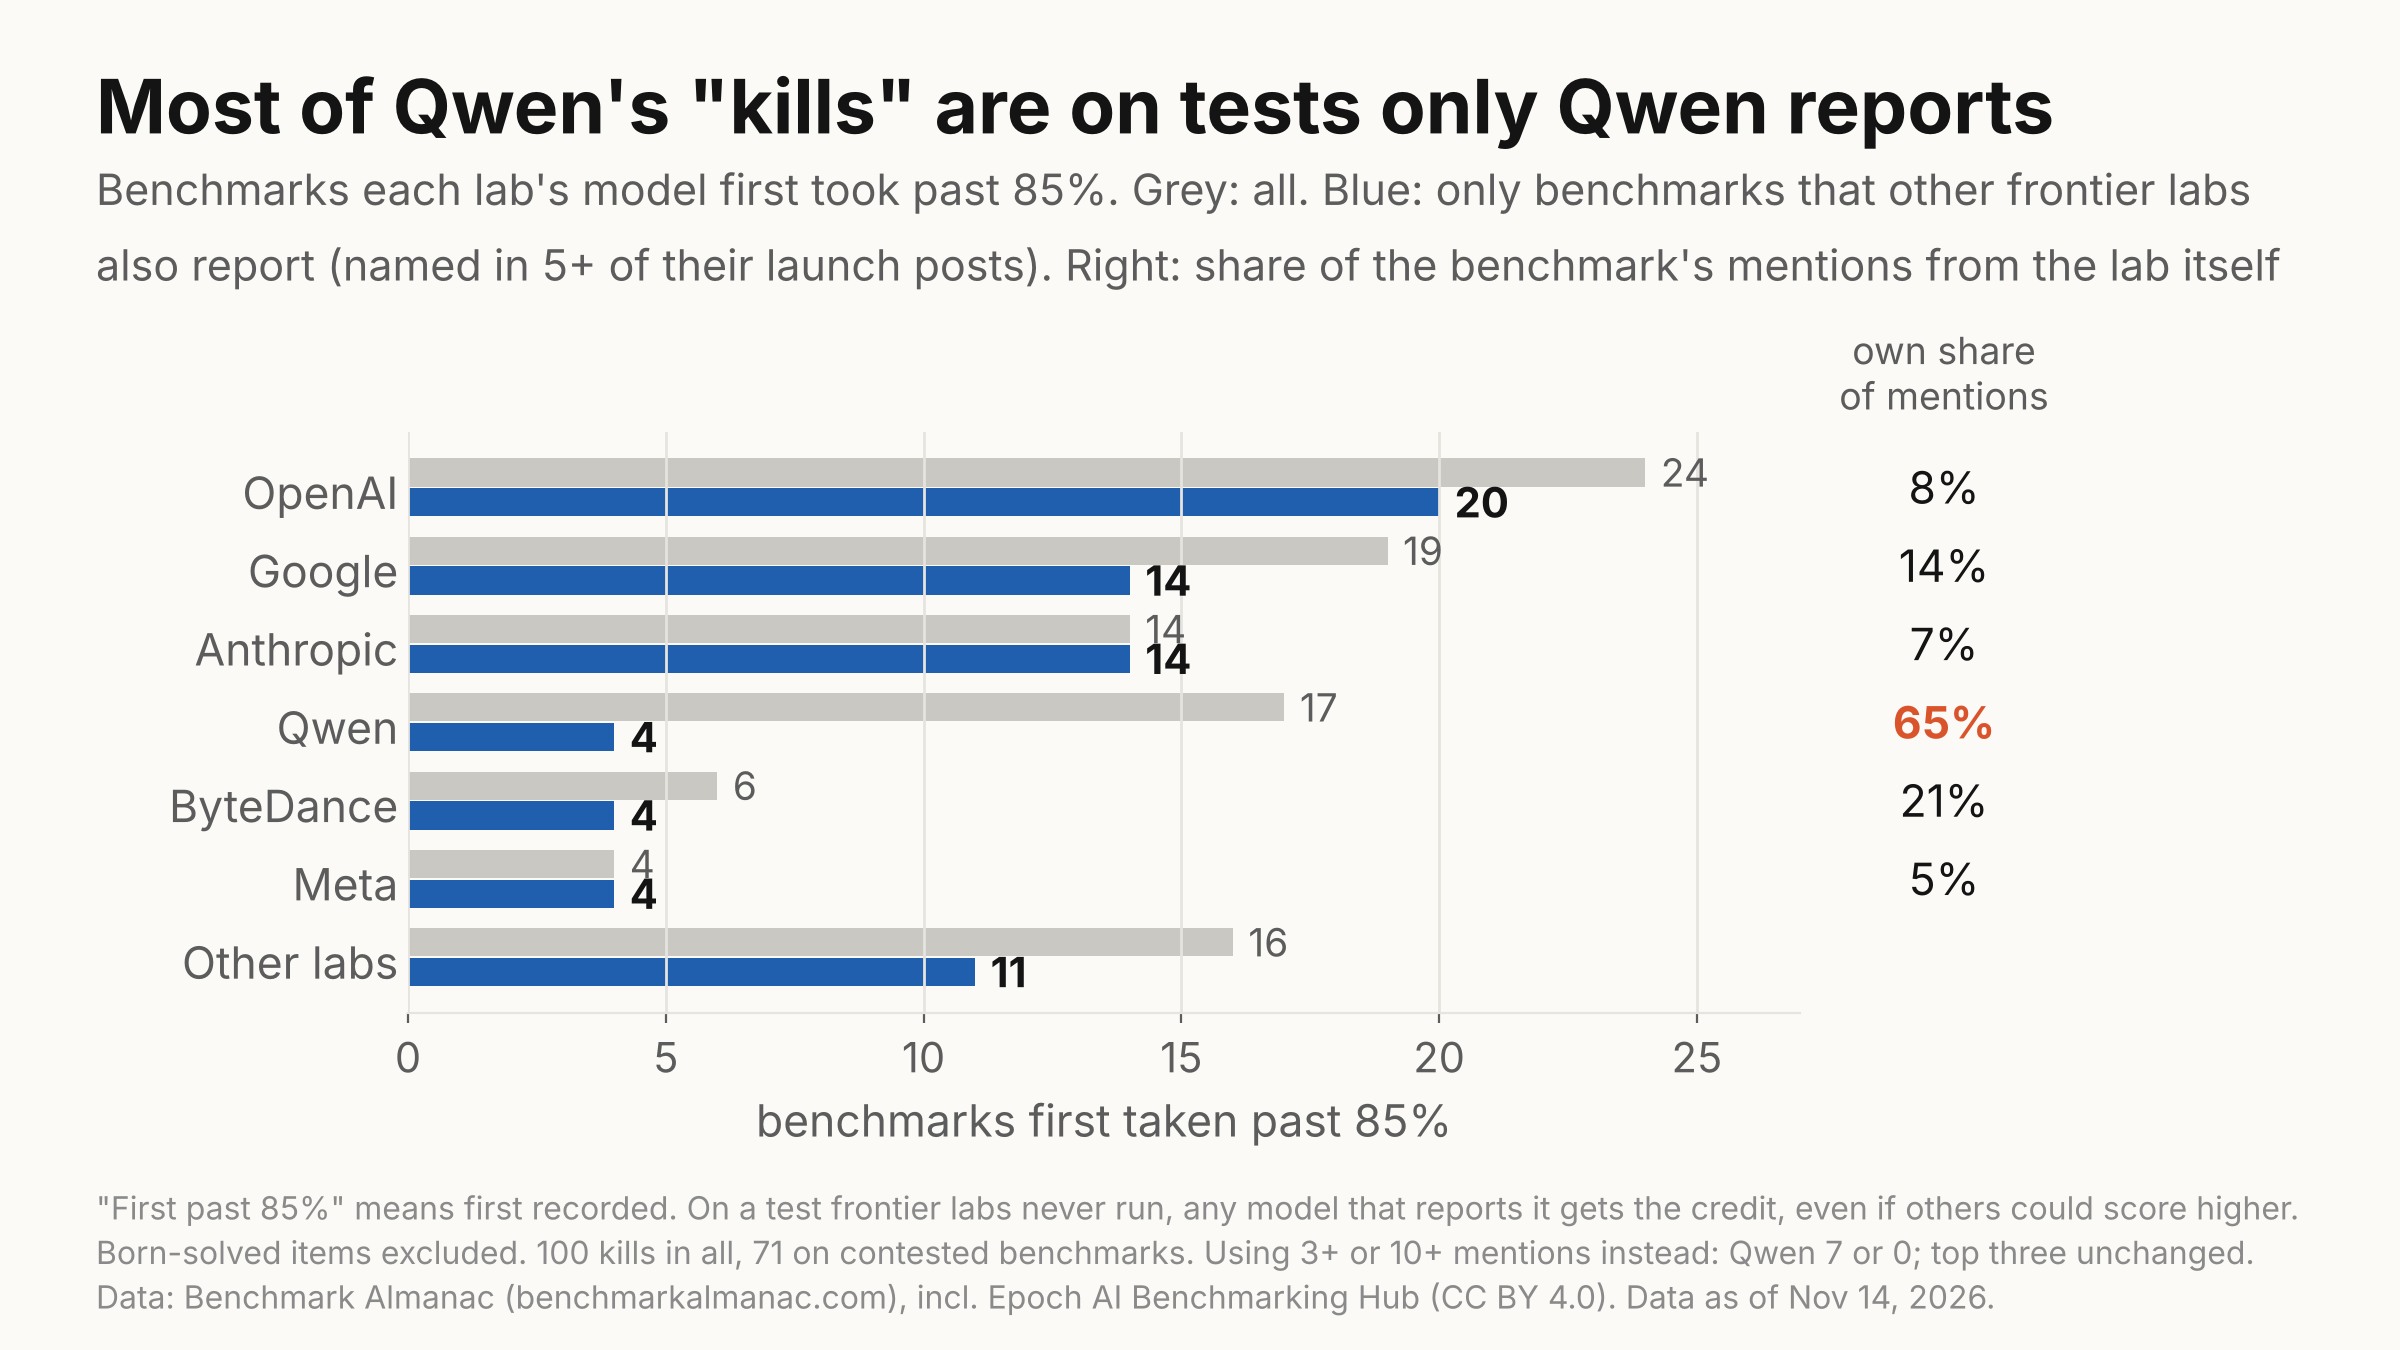 Most of Qwen's "kills" are on tests only Qwen reports
Benchmarks each lab's model first took past 85%. Grey: all. Blue: only benchmarks that other frontier labs
also report (named in 5+ of their launch posts). Right: share of the benchmark's mentions from the lab itself
own share
of mentions
OpenAI 24 20 8%
Google 19 14 14%
Anthropic 14 14 7%
Qwen 17 4 65%
ByteDance 6 4 21%
Meta 4 4 5%
Other labs 16 11
0 5 10 15 20 25
benchmarks first taken past 85%
"First past 85%" means first recorded. On a test frontier labs never run, any model that reports it gets the credit, even if others could score higher.
Born-solved items excluded. 100 kills in all, 71 on contested benchmarks. Using 3+ or 10+ mentions instead: Qwen 7 or 0; top three unchanged.
Data: Benchmark Almanac (benchmarkalmanac.com), incl. Epoch AI Benchmarking Hub (CC BY 4.0). Data as of Nov 14, 2026.